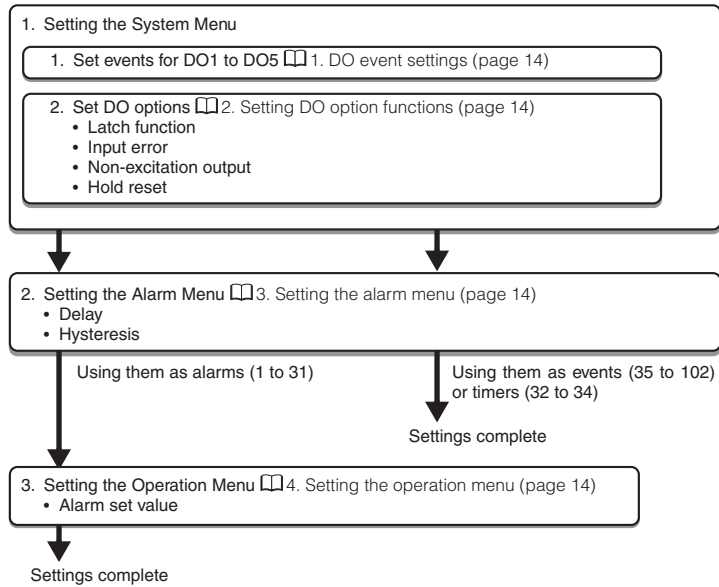 1. Setting the System Menu
1. Set events for DO1 to DO5 1. DO event settings (page 14)
2. Set DO options 2. Setting DO option functions (page 14)
• Latch function
• Input error
• Non-excitation output
• Hold reset
2. Setting the Alarm Menu 3. Setting the alarm menu (page 14)
• Delay
• Hysteresis
Using them as alarms (1 to 31)
Using them as events (35 to 102)
or timers (32 to 34)
Settings complete
3. Setting the Operation Menu 4. Setting the operation menu (page 14)
• Alarm set value
Settings complete